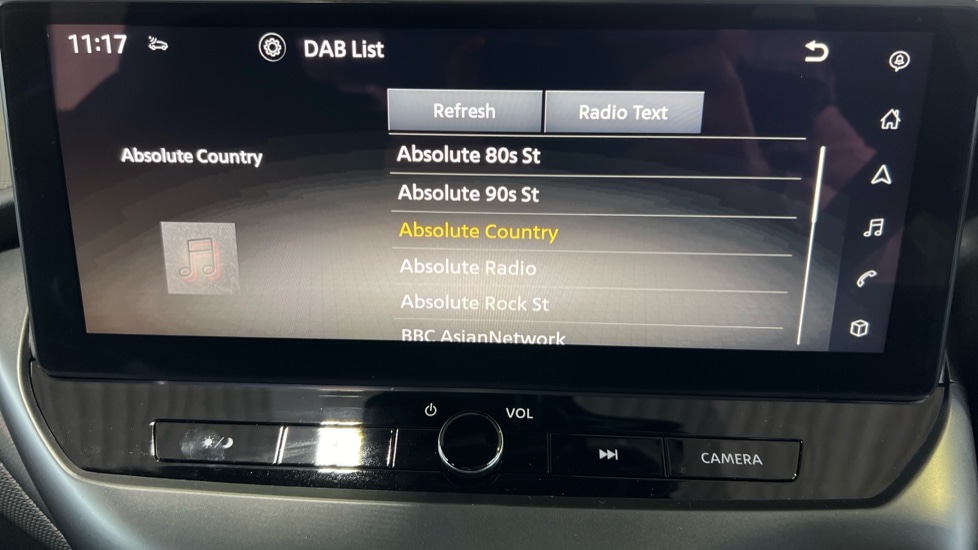 11:17 DAB List
Refresh Radio Text
Absolute Country
Absolute 80s St
Absolute 90s St
Absolute Country
Absolute Radio
Absolute Rock St
BBC AsianNetwork
VOL
CAMERA